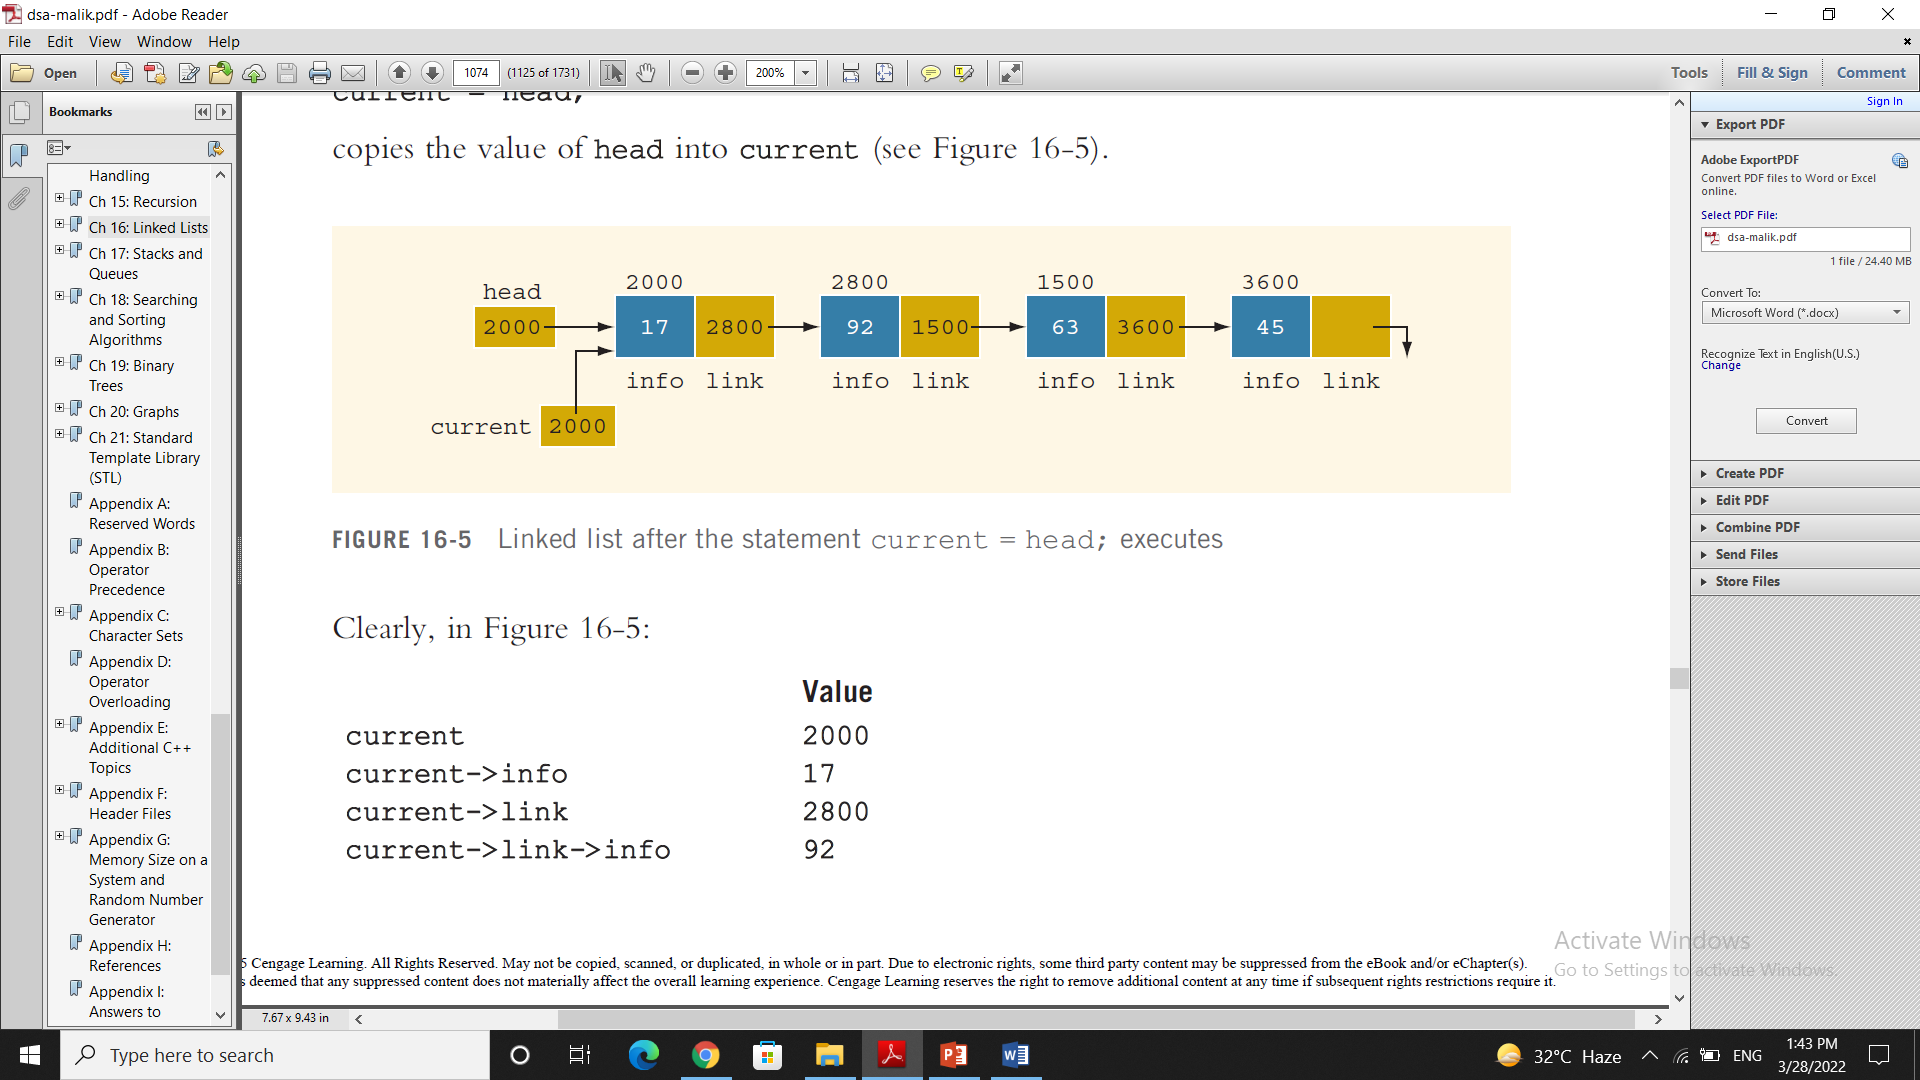 dsa-malik.pdf - Adobe Reader
File Edit View Window Help
Open 1074 (1125 of 1731) 200% Tools Fill & Sign Comment
Bookmarks
Handling
Ch 15: Recursion
Ch 16: Linked Lists
Ch 17: Stacks and
Queues
Ch 18: Searching
and Sorting
Algorithms
Ch 19: Binary
Trees
Ch 20: Graphs
Ch 21: Standard
Template Library
(STL)
Appendix A:
Reserved Words
Appendix B:
Operator
Precedence
Appendix C:
Character Sets
Appendix D:
Operator
Overloading
Appendix E:
Additional C++
Topics
Appendix F:
Header Files
Appendix G:
Memory Size on a
System and
Random Number
Generator
Appendix H:
References
Appendix I:
Answers to
current = head;
copies the value of head into current (see Figure 16-5).
head 2000 2800 1500 3600
2000 17 2800 92 1500 63 3600 45
info link info link info link info link
current 2000
FIGURE 16-5 Linked list after the statement current = head; executes
Clearly, in Figure 16-5:
Value
current 2000
current->info 17
current->link 2800
current->link->info 92
5 Cengage Learning. All Rights Reserved. May not be copied, scanned, or duplicated, in whole or in part. Due to electronic rights, some third party content may be suppressed from the eBook and/or eChapter(s).
s deemed that any suppressed content does not materially affect the overall learning experience. Cengage Learning reserves the right to remove additional content at any time if subsequent rights restrictions require it.
7.67 x 9.43 in
Sign In
Export PDF
Adobe ExportPDF
Convert PDF files to Word or Excel
online.
Select PDF File:
dsa-malik.pdf
1 file / 24.40 MB
Convert To:
Microsoft Word (*.docx)
Recognize Text in English(U.S.)
Change
Convert
Create PDF
Edit PDF
Combine PDF
Send Files
Store Files
Activate Windows
Go to Settings to activate Windows.
Type here to search
32°C Haze
ENG
1:43 PM
3/28/2022